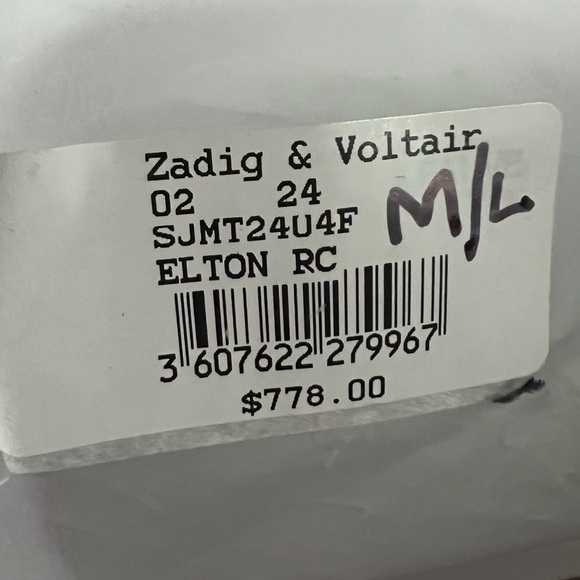 Zadig & Voltair
02 24
M/L
SJMT24U4F
ELTON RC
3 607622 279967
$778.00